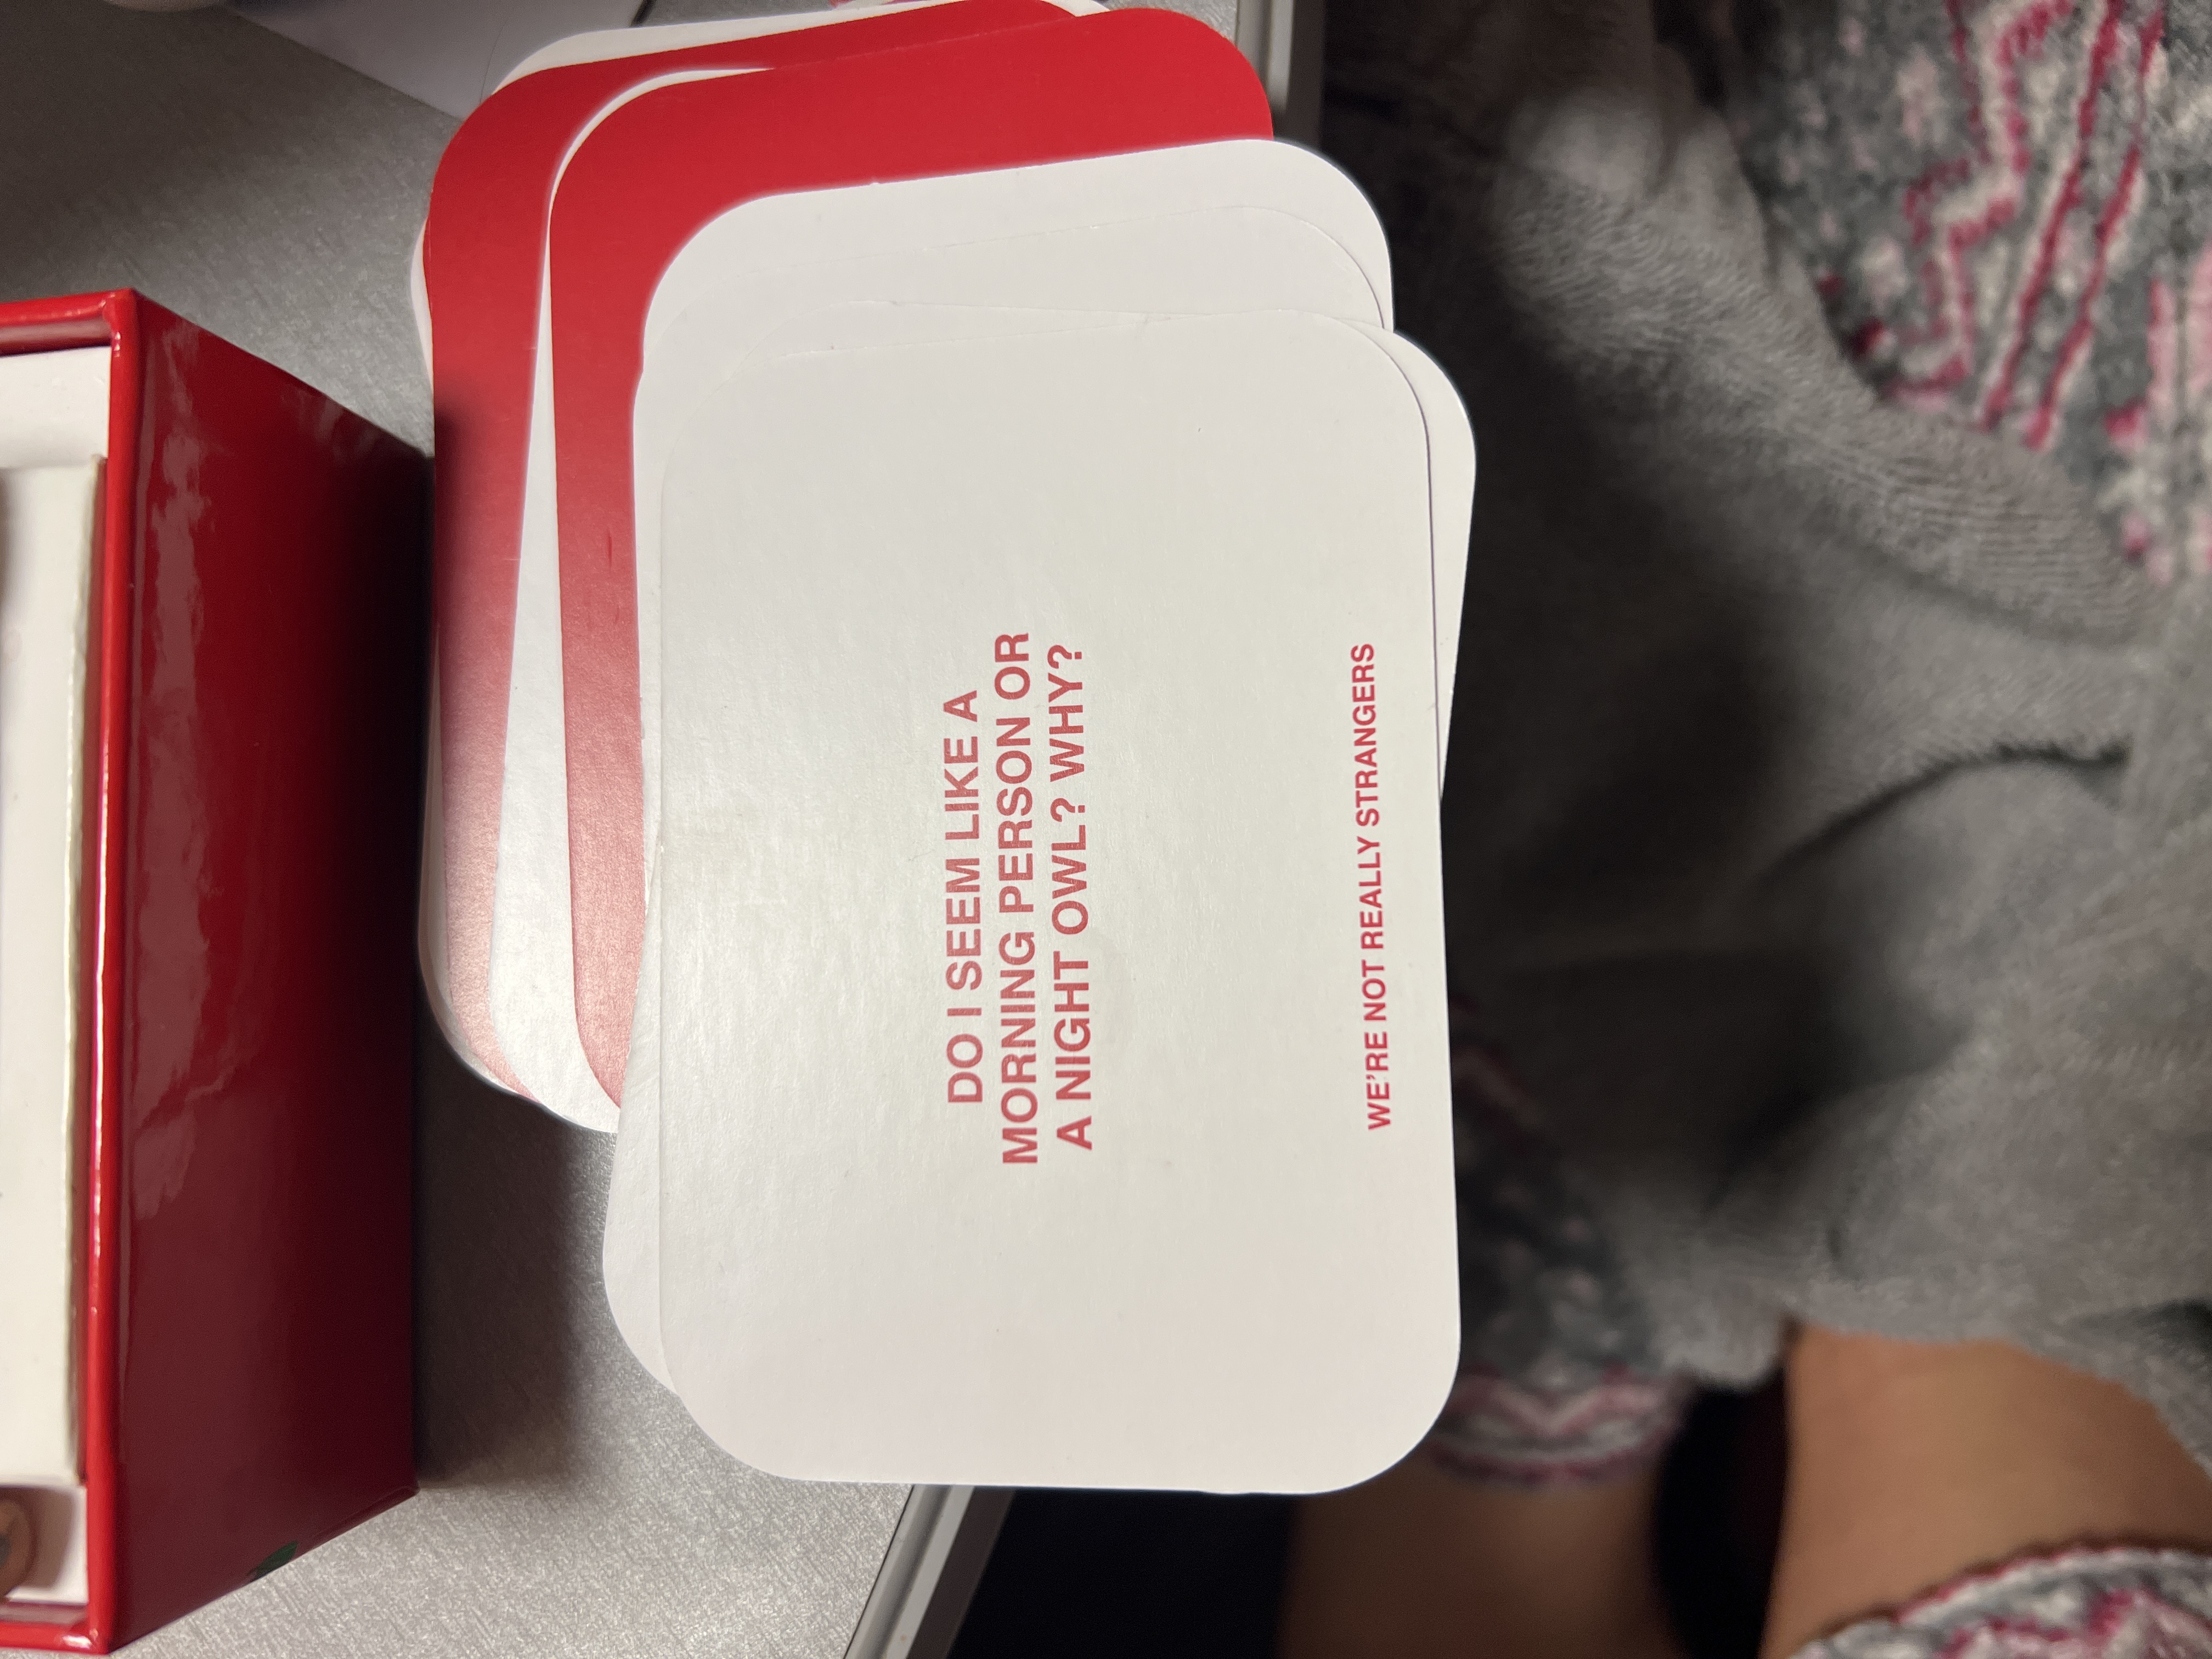 DO I SEEM LIKE A
MORNING PERSON OR
A NIGHT OWL? WHY?
WE'RE NOT REALLY STRANGERS